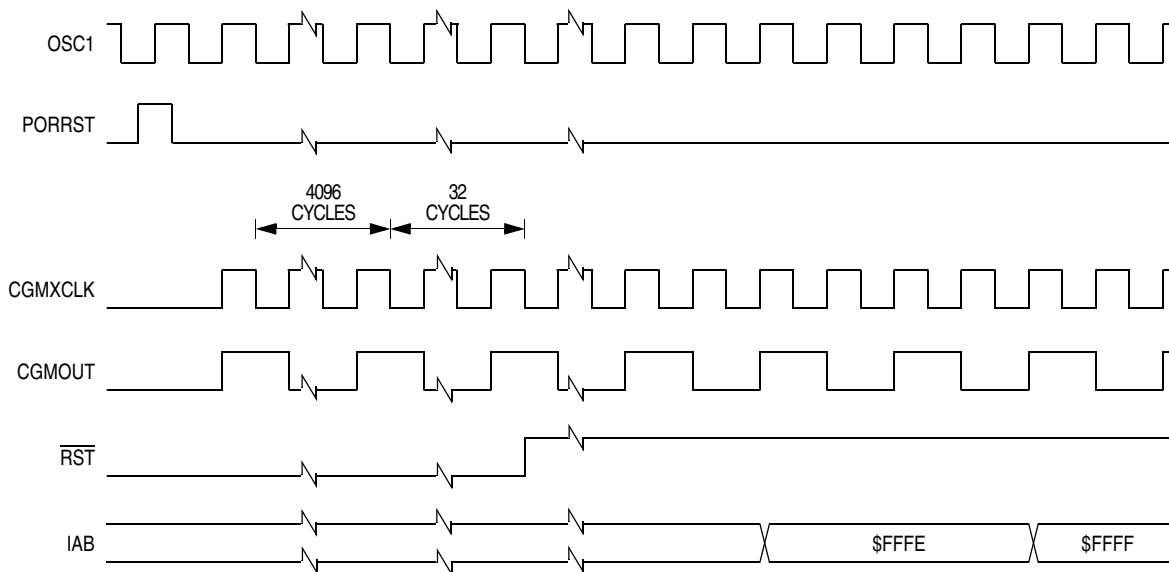 OSC1
PORRST
4096
CYCLES
32
CYCLES
CGMXCLK
CGMOUT
RST
IAB
$FFFE
$FFFF